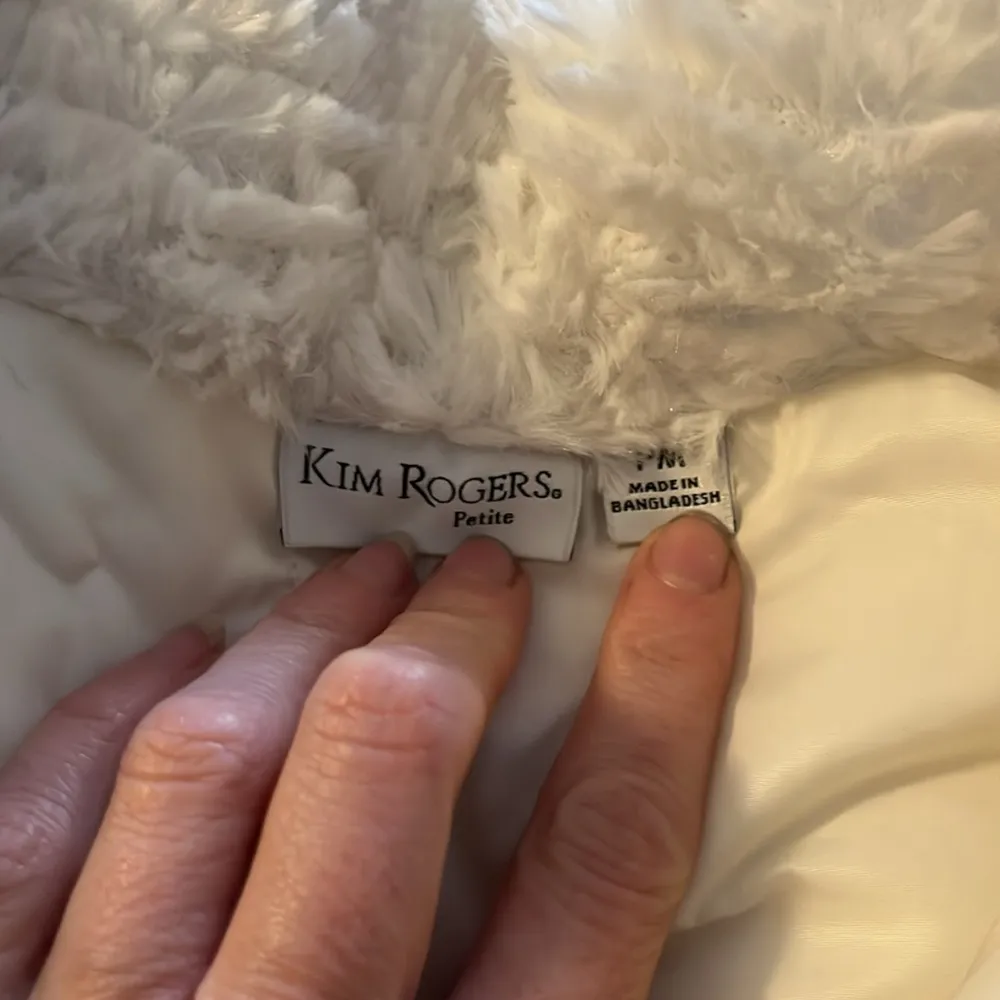 KIM ROGERS®
Petite
PM
MADE IN
BANGLADESH